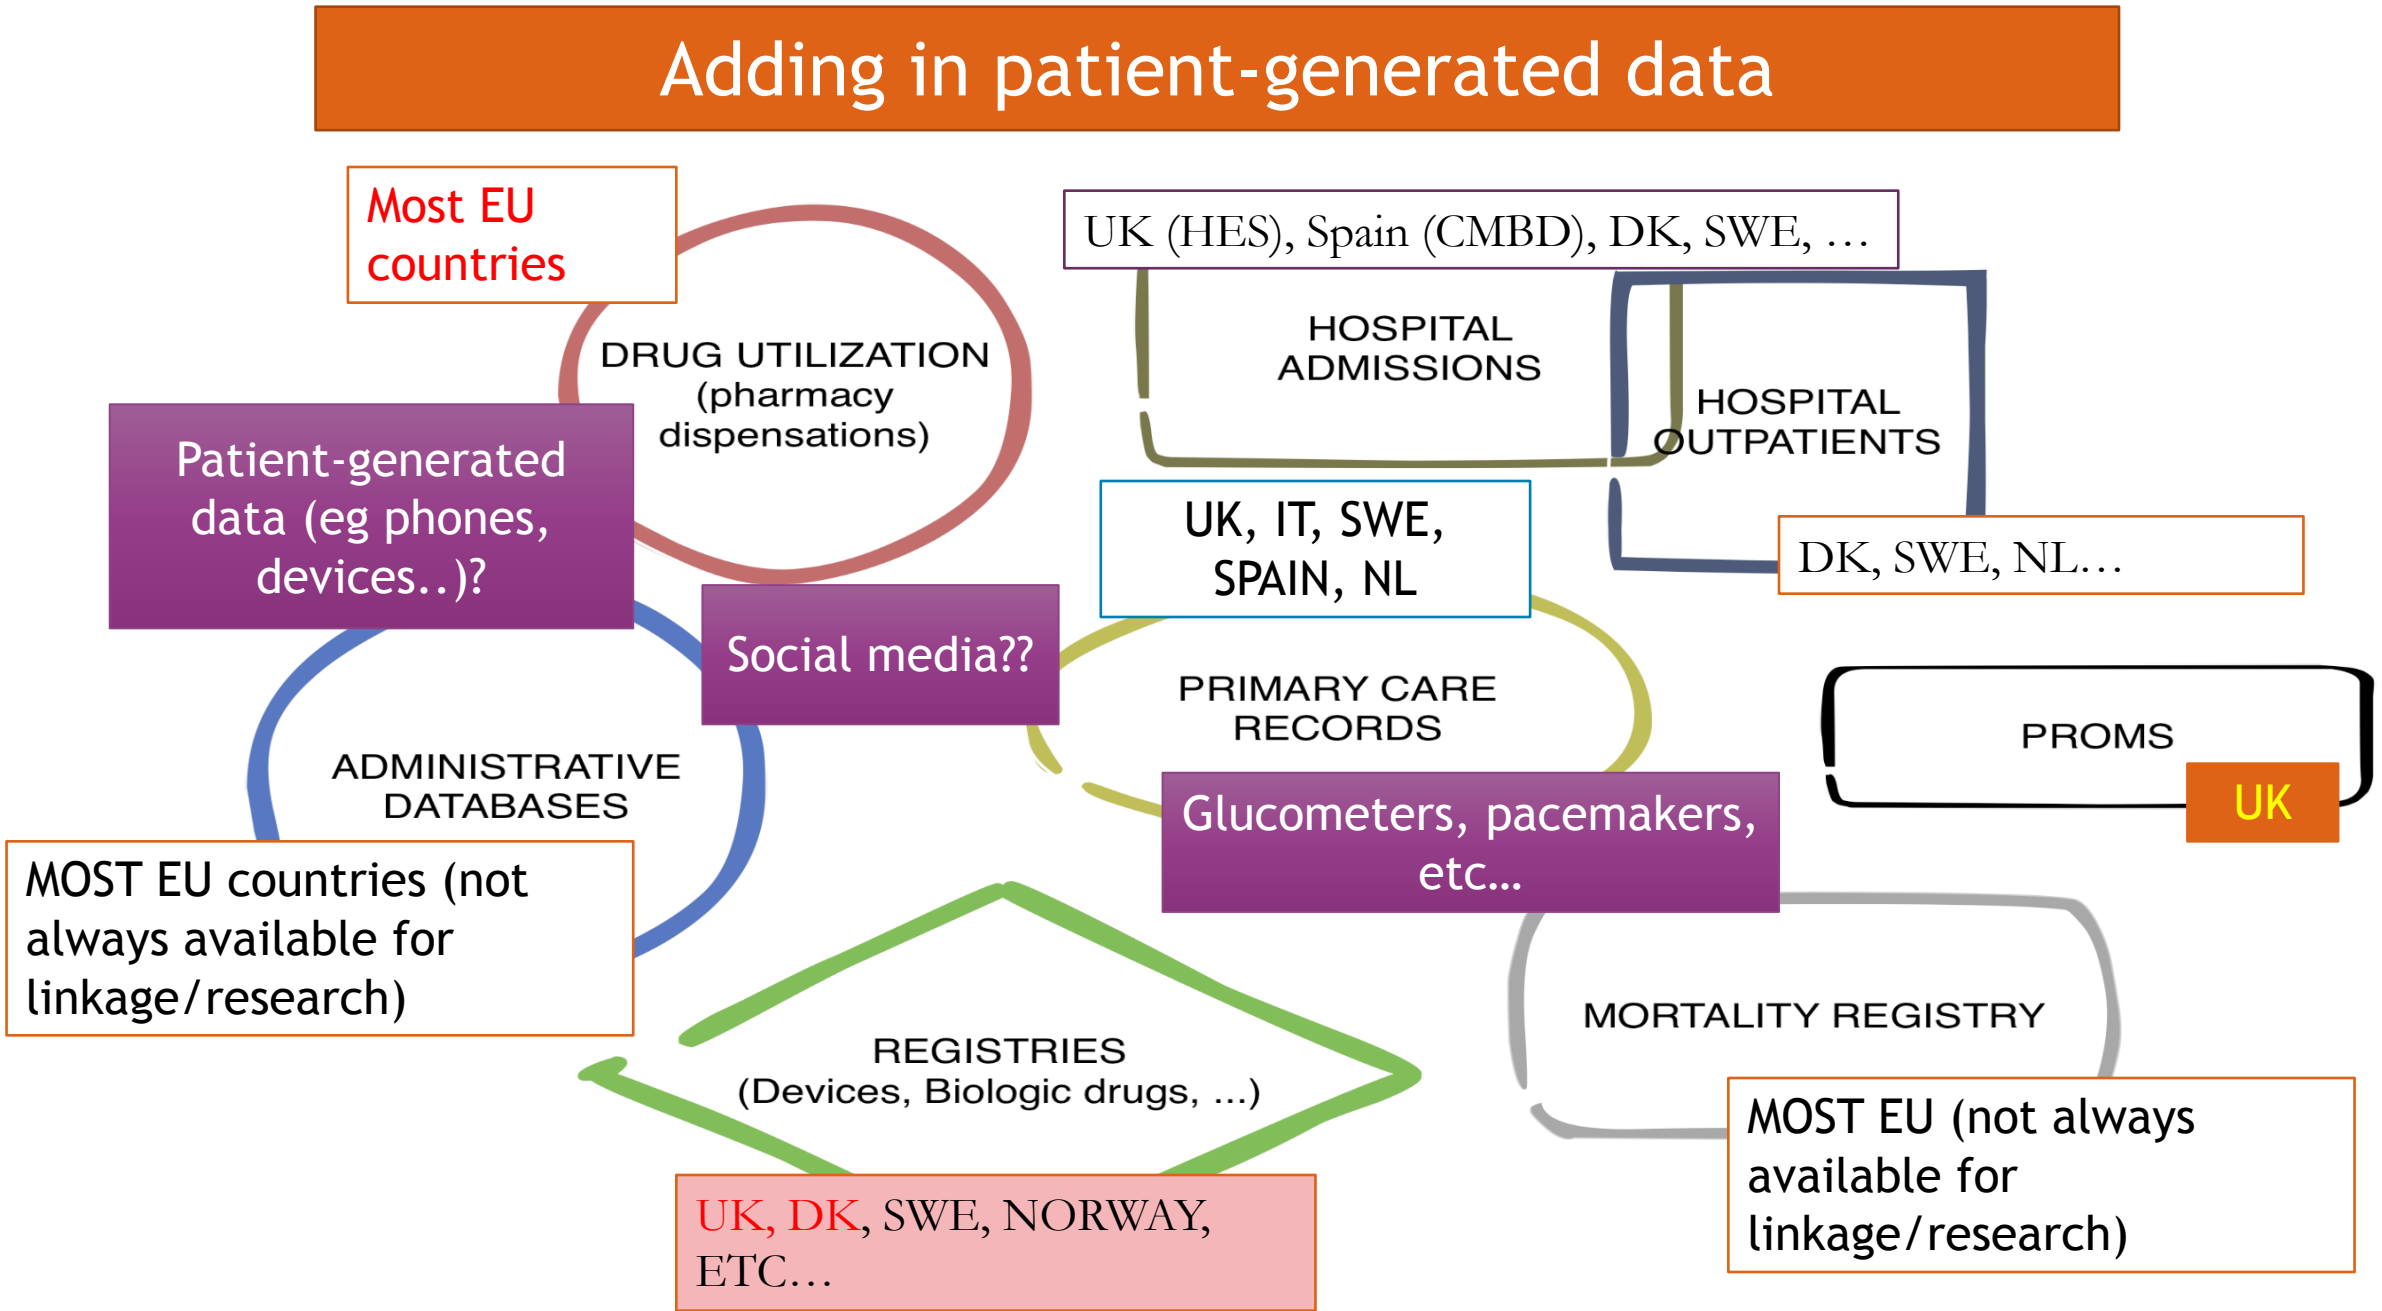 Adding in patient-generated data
Most EU
countries
UK (HES), Spain (CMBD), DK, SWE, …
DRUG UTILIZATION
(pharmacy
dispensations)
HOSPITAL
ADMISSIONS
HOSPITAL
OUTPATIENTS
Patient-generated
data (eg phones,
devices..)?
UK, IT, SWE,
SPAIN, NL
DK, SWE, NL…
Social media??
PRIMARY CARE
RECORDS
PROMS
UK
ADMINISTRATIVE
DATABASES
Glucometers, pacemakers,
etc…
MOST EU countries (not
always available for
linkage/research)
REGISTRIES
(Devices, Biologic drugs, ...)
MORTALITY REGISTRY
MOST EU (not always
available for
linkage/research)
UK, DK, SWE, NORWAY,
ETC…